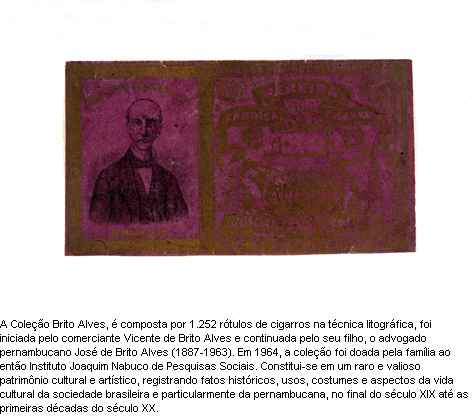 A Coleção Brito Alves, é composta por 1.252 rótulos de cigarros na técnica litográfica, foi
iniciada pelo comerciante Vicente de Brito Alves e continuada pelo seu filho, o advogado
pernambucano José de Brito Alves (1887-1963). Em 1964, a coleção foi doada pela família ao
então Instituto Joaquim Nabuco de Pesquisas Sociais. Constitui-se em um raro e valioso
patrimônio cultural e artístico, registrando fatos históricos, usos, costumes e aspectos da vida
cultural da sociedade brasileira e particularmente da pernambucana, no final do século XIX até as
primeiras décadas do século XX.